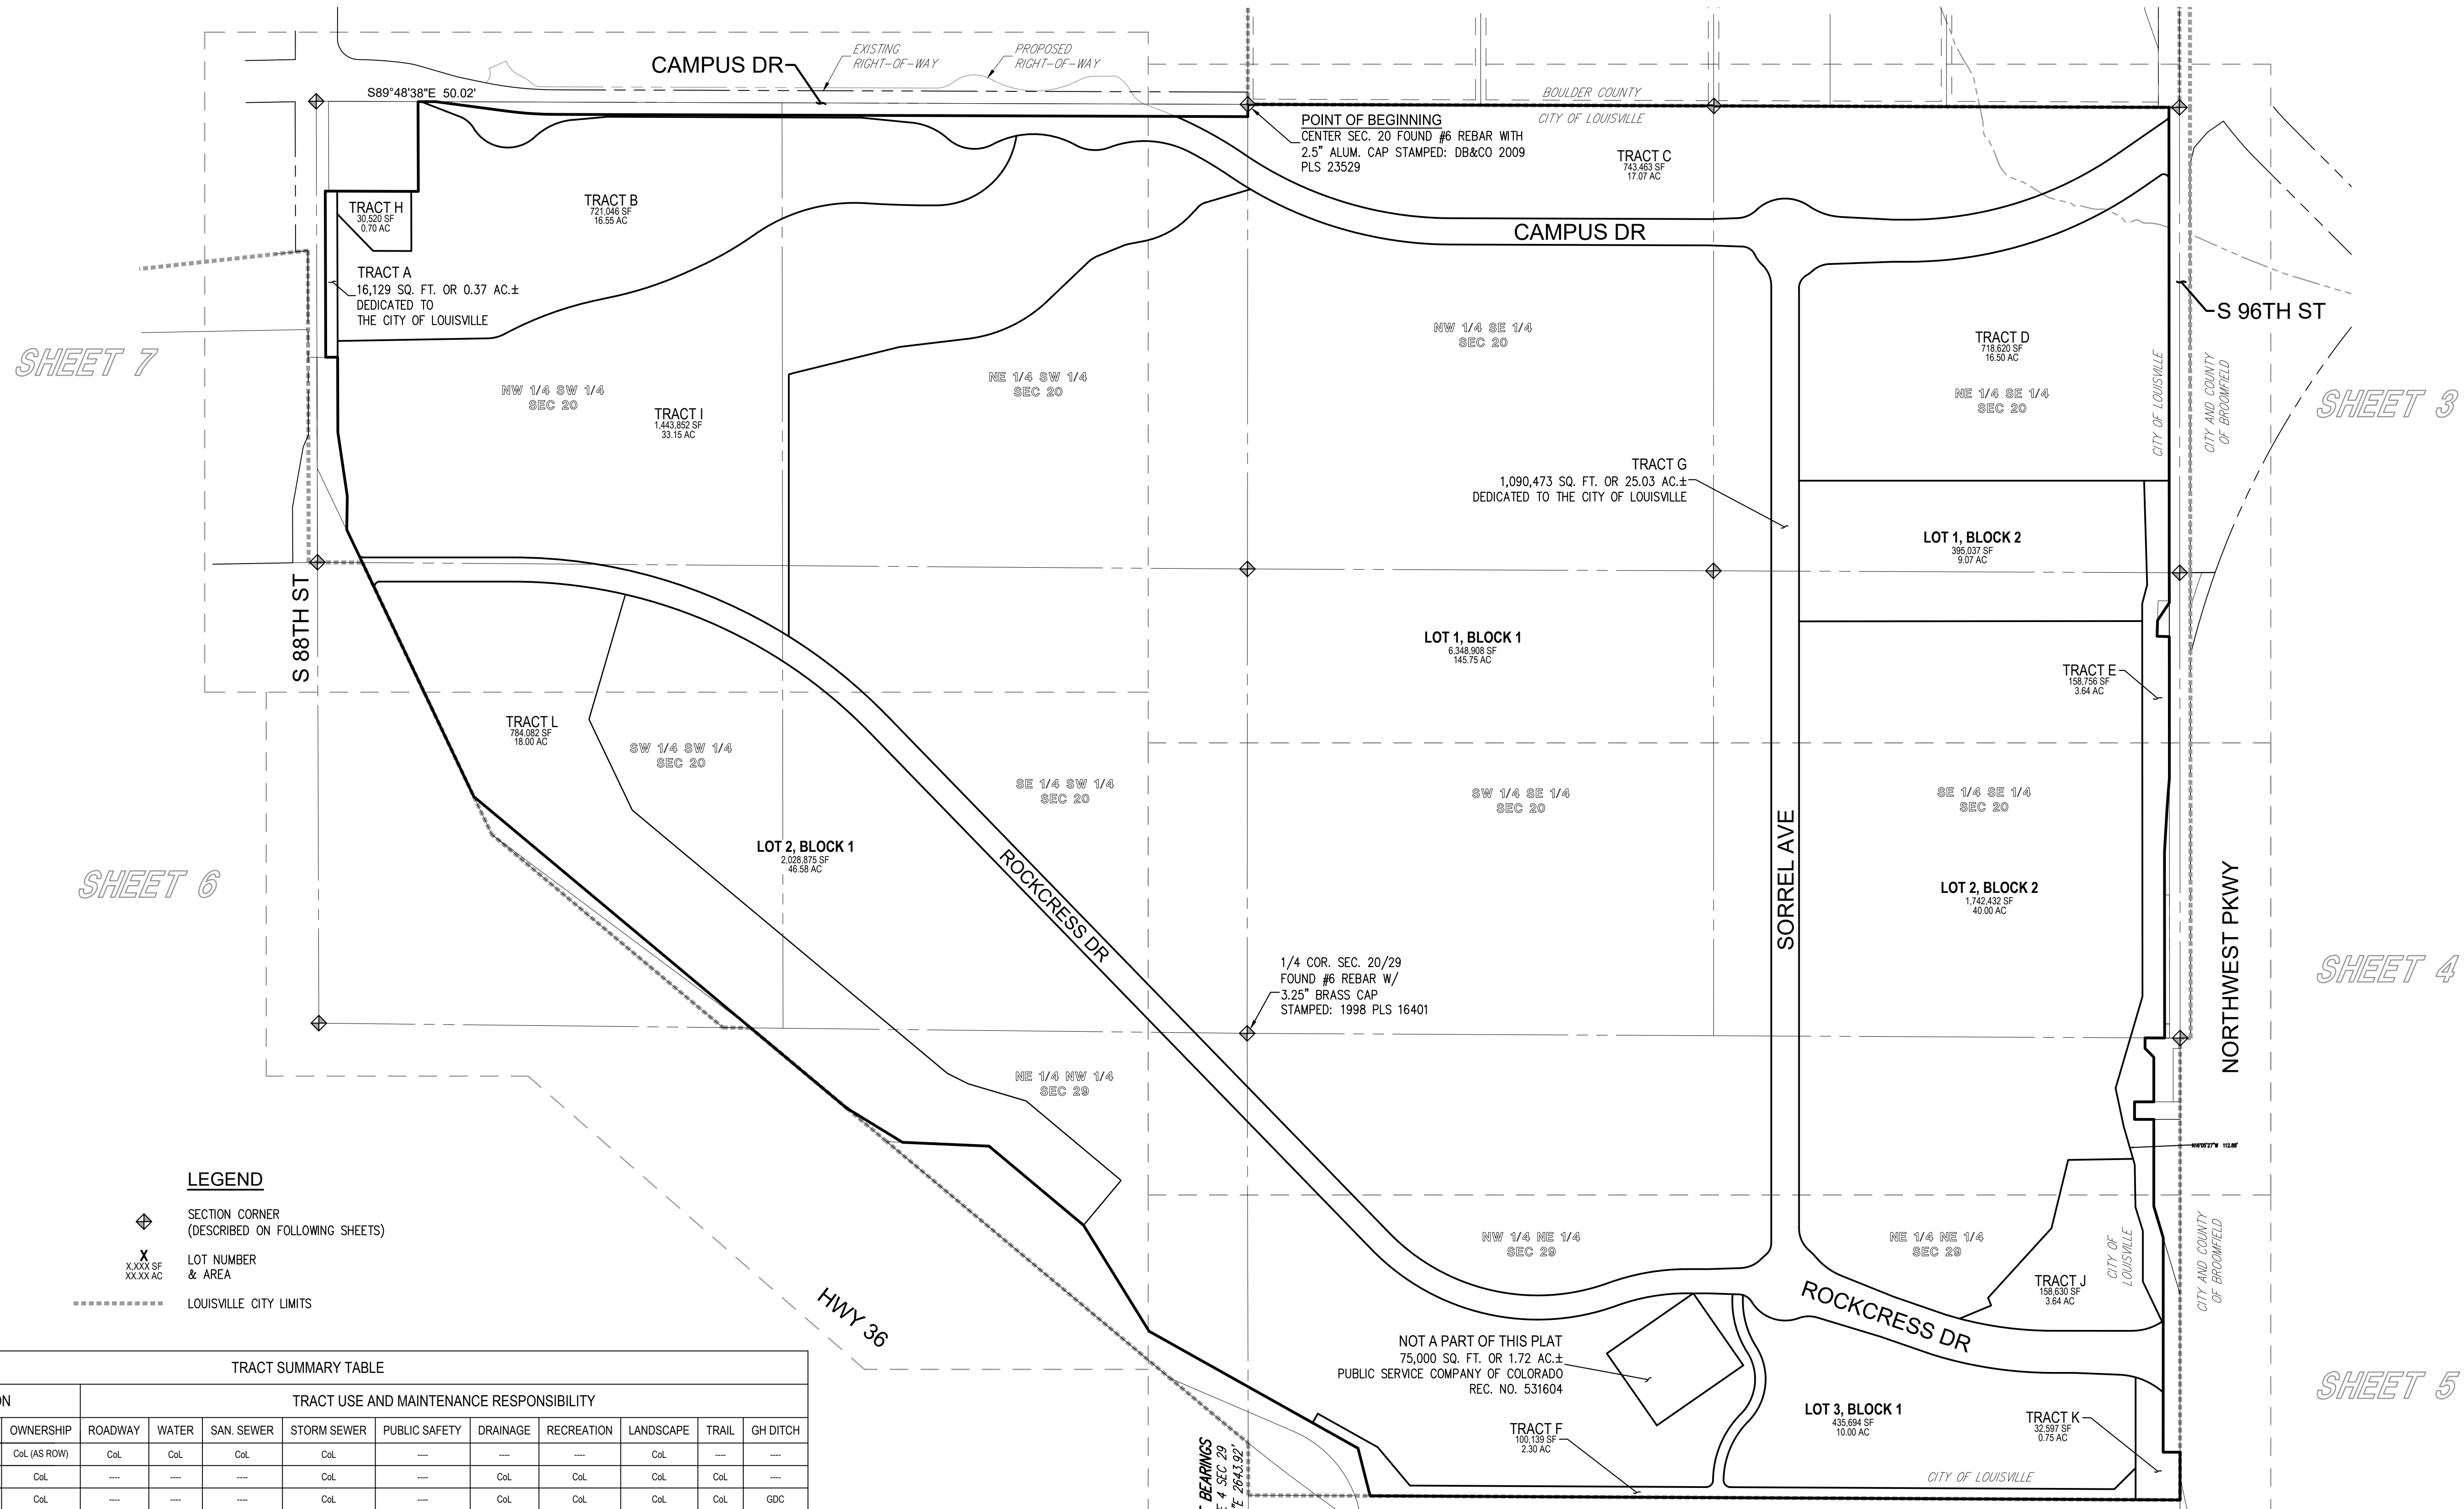 CAMPUS DR
EXISTING
RIGHT-OF-WAY
PROPOSED
RIGHT-OF-WAY
S89°48'38"E 50.02'
BOULDER COUNTY
CITY OF LOUISVILLE
POINT OF BEGINNING
CENTER SEC. 20 FOUND #6 REBAR WITH
2.5" ALUM. CAP STAMPED: DB&CO 2009
PLS 23529
TRACT C
743,463 SF
17.07 AC
TRACT H
30,520 SF
0.70 AC
TRACT B
721,046 SF
16.55 AC
CAMPUS DR
TRACT A
16,129 SQ. FT. OR 0.37 AC.±
DEDICATED TO
THE CITY OF LOUISVILLE
S 96TH ST
SHEET 7
NW 1/4 SE 1/4
SEC 20
TRACT D
718,620 SF
16.50 AC
CITY OF LOUISVILLE
CITY AND COUNTY
OF BROOMFIELD
NW 1/4 SW 1/4
SEC 20
NE 1/4 SW 1/4
SEC 20
NE 1/4 SE 1/4
SEC 20
SHEET 3
TRACT I
1,443,852 SF
33.15 AC
TRACT G
1,090,473 SQ. FT. OR 25.03 AC.±
DEDICATED TO THE CITY OF LOUISVILLE
LOT 1, BLOCK 2
395,037 SF
9.07 AC
S 88TH ST
LOT 1, BLOCK 1
6,348,908 SF
145.75 AC
TRACT E
158,756 SF
3.64 AC
TRACT L
784,082 SF
18.00 AC
SW 1/4 SW 1/4
SEC 20
SE 1/4 SW 1/4
SEC 20
SW 1/4 SE 1/4
SEC 20
SE 1/4 SE 1/4
SEC 20
LOT 2, BLOCK 1
2,028,875 SF
46.58 AC
ROCKCRESS DR
SORREL AVE
SHEET 6
LOT 2, BLOCK 2
1,742,432 SF
40.00 AC
NORTHWEST PKWY
SHEET 4
1/4 COR. SEC. 20/29
FOUND #6 REBAR W/
3.25" BRASS CAP
STAMPED: 1998 PLS 16401
NE 1/4 NW 1/4
SEC 29
LEGEND
SECTION CORNER
(DESCRIBED ON FOLLOWING SHEETS)
X
X,XXX SF
XX.XX AC
LOT NUMBER
& AREA
LOUISVILLE CITY LIMITS
HWY 36
NW 1/4 NE 1/4
SEC 29
NE 1/4 NE 1/4
SEC 29
CITY OF
LOUISVILLE
CITY AND COUNTY
OF BROOMFIELD
TRACT J
158,630 SF
3.64 AC
ROCKCRESS DR
NOT A PART OF THIS PLAT
75,000 SQ. FT. OR 1.72 AC.±
PUBLIC SERVICE COMPANY OF COLORADO
REC. NO. 531604
SHEET 5
LOT 3, BLOCK 1
435,694 SF
10.00 AC
TRACT F
100,139 SF
2.30 AC
TRACT K
32,597 SF
0.75 AC
CITY OF LOUISVILLE
BEARINGS
4 SEC 29
"E 2643.92'
TRACT SUMMARY TABLE
TRACT USE AND MAINTENANCE RESPONSIBILITY
OWNERSHIP ROADWAY WATER SAN. SEWER STORM SEWER PUBLIC SAFETY DRAINAGE RECREATION LANDSCAPE TRAIL GH DITCH
CoL (AS ROW) CoL CoL CoL CoL ---- ---- ---- CoL ---- ----
CoL ---- ---- ---- CoL ---- CoL CoL CoL CoL ----
CoL ---- ---- ---- CoL ---- CoL CoL CoL CoL GDC